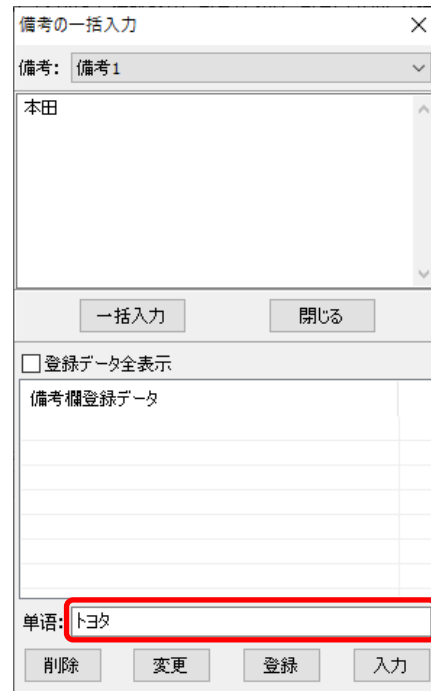 備考の一括入力
備考: 備考1
本田
一括入力 閉じる
登録データ全表示
備考欄登録データ
单语: トヨタ
削除 変更 登録 入力